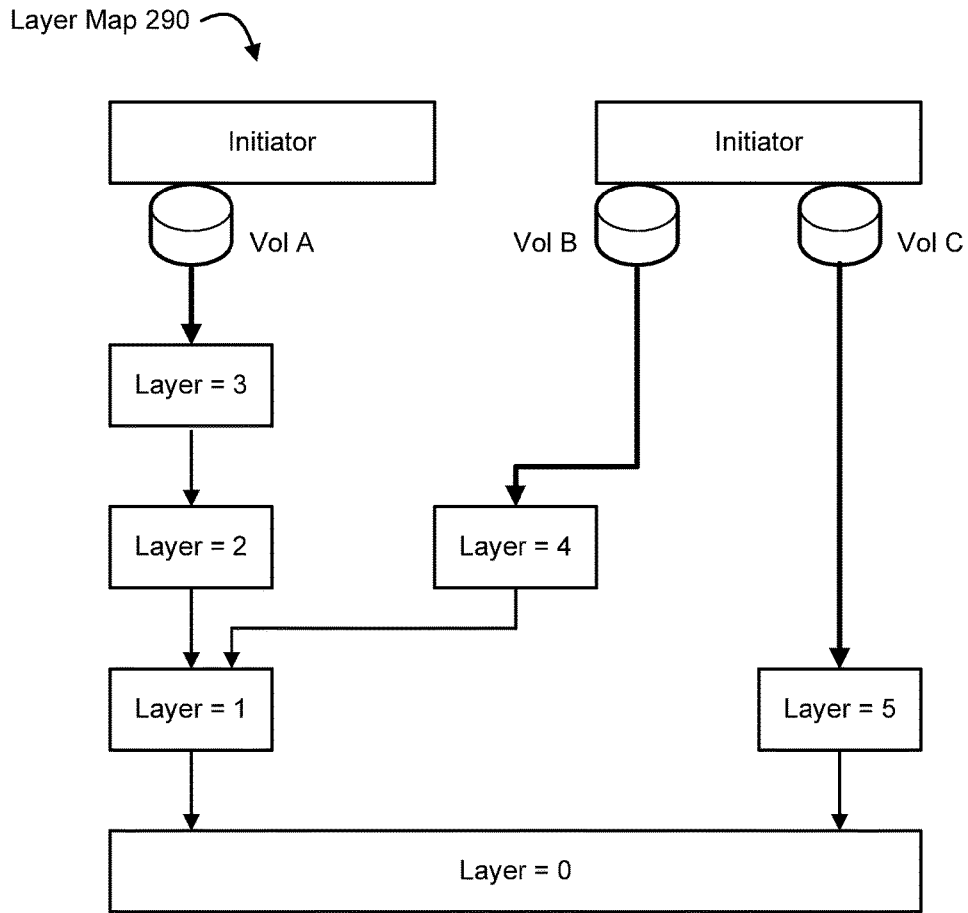 Layer Map 290
Initiator
Initiator
Vol A
Vol B
Vol C
Layer = 3
Layer = 2
Layer = 4
Layer = 1
Layer = 5
Layer = 0